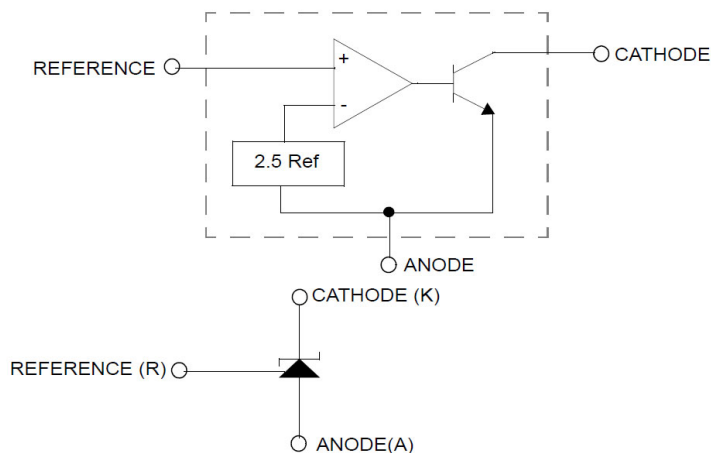 REFERENCE
+
-
CATHODE
2.5 Ref
ANODE
CATHODE (K)
REFERENCE (R)
ANODE(A)